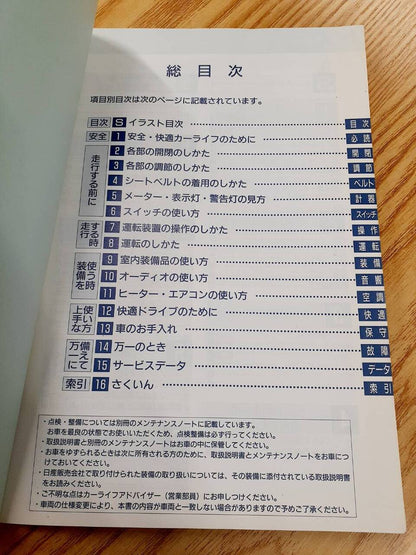 総目次
項目別目次は次のページに記載されています。
目次 S イラスト目次 目次
安全 1 安全・快適カーライフのために 必読
走行する前に
2 各部の開閉のしかた 開閉
3 各部の調節のしかた 調節
4 シートベルトの着用のしかた ベルト
5 メーター・表示灯・警告灯の見方 計器
6 スイッチの使い方 スイッチ
走行する時
7 運転装置の操作のしかた 操作
8 運転のしかた 運転
装備を使う時
9 室内装備品の使い方 装備
10 オーディオの使い方 音響
11 ヒーター・エアコンの使い方 空調
上手な使い方
12 快適ドライブのために 快適
13 車のお手入れ 保守
万一に備えて
14 万一のとき 故障
15 サービスデータ データ
索引 16 さくいん 索引
・点検・整備については別冊のメンテナンスノートに記載しています。
お車を最良の状態でお使いいただくため、点検整備は必ず行ってください。
・取扱説明書と別冊のメンテナンスノートはお車の中に保管してください。
・お車をゆずられるときは次に所有される方のために、取扱説明書とメンテナンスノートをお車につけておいてください。
・日産販売会社にて取り付けられた装備の取り扱いについては、その装備に添付されている取扱説明書をお読みください。
・ご不明な点はカーライフアドバイザー(営業部員)にお申しつけください。
・車両の仕様変更により、本書の内容が車両と一致しない場合がありますので予めご了承ください。